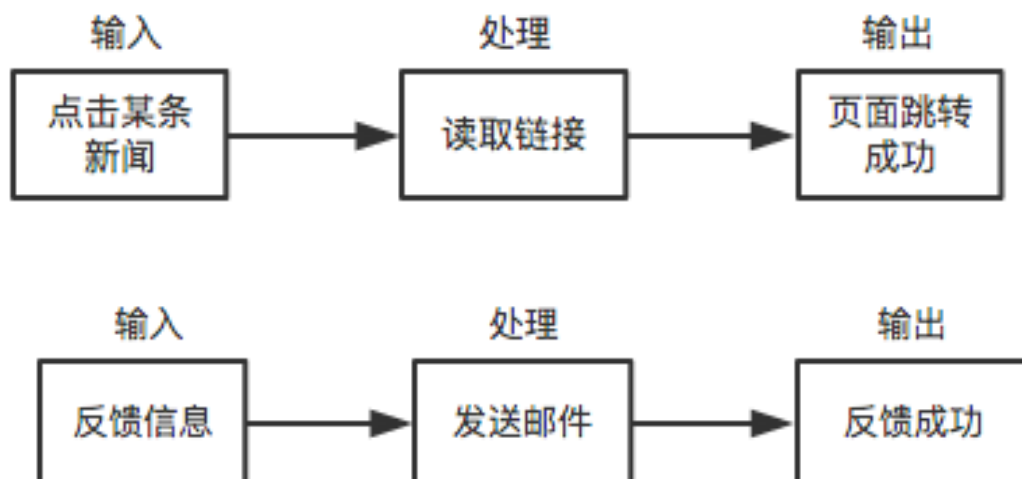 输入 处理 输出
点击某条
新闻
读取链接
页面跳转
成功
输入 处理 输出
反馈信息 发送邮件 反馈成功